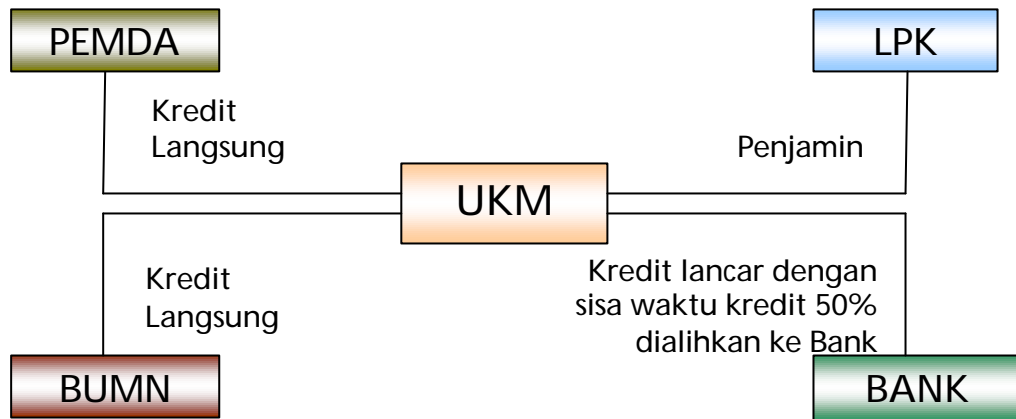 PEMDA
LPK
Kredit
Langsung
Penjamin
UKM
Kredit
Langsung
Kredit lancar dengan
sisa waktu kredit 50%
dialihkan ke Bank
BUMN
BANK